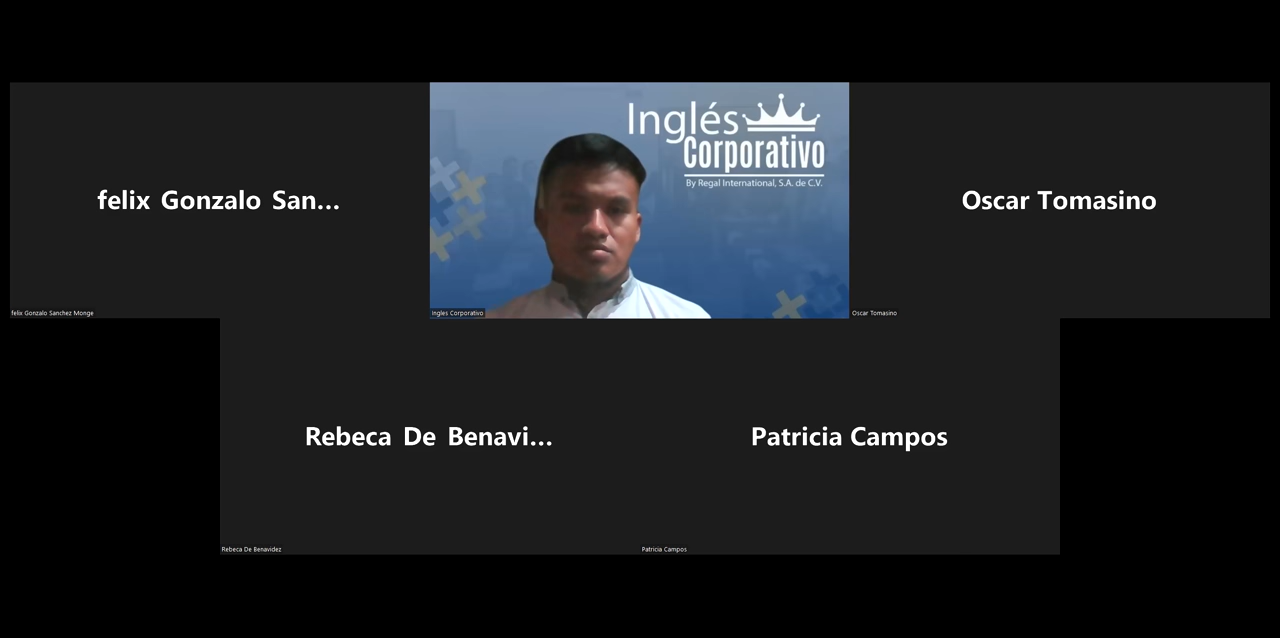 felix Gonzalo San...
felix Gonzalo Sanchez Monge
Inglés
Corporativo
By Regal International, S.A. de C.V.
Ingles Corporativo
Oscar Tomasino
Oscar Tomasino
Rebeca De Benavi...
Rebeca De Benavidez
Patricia Campos
Patricia Campos